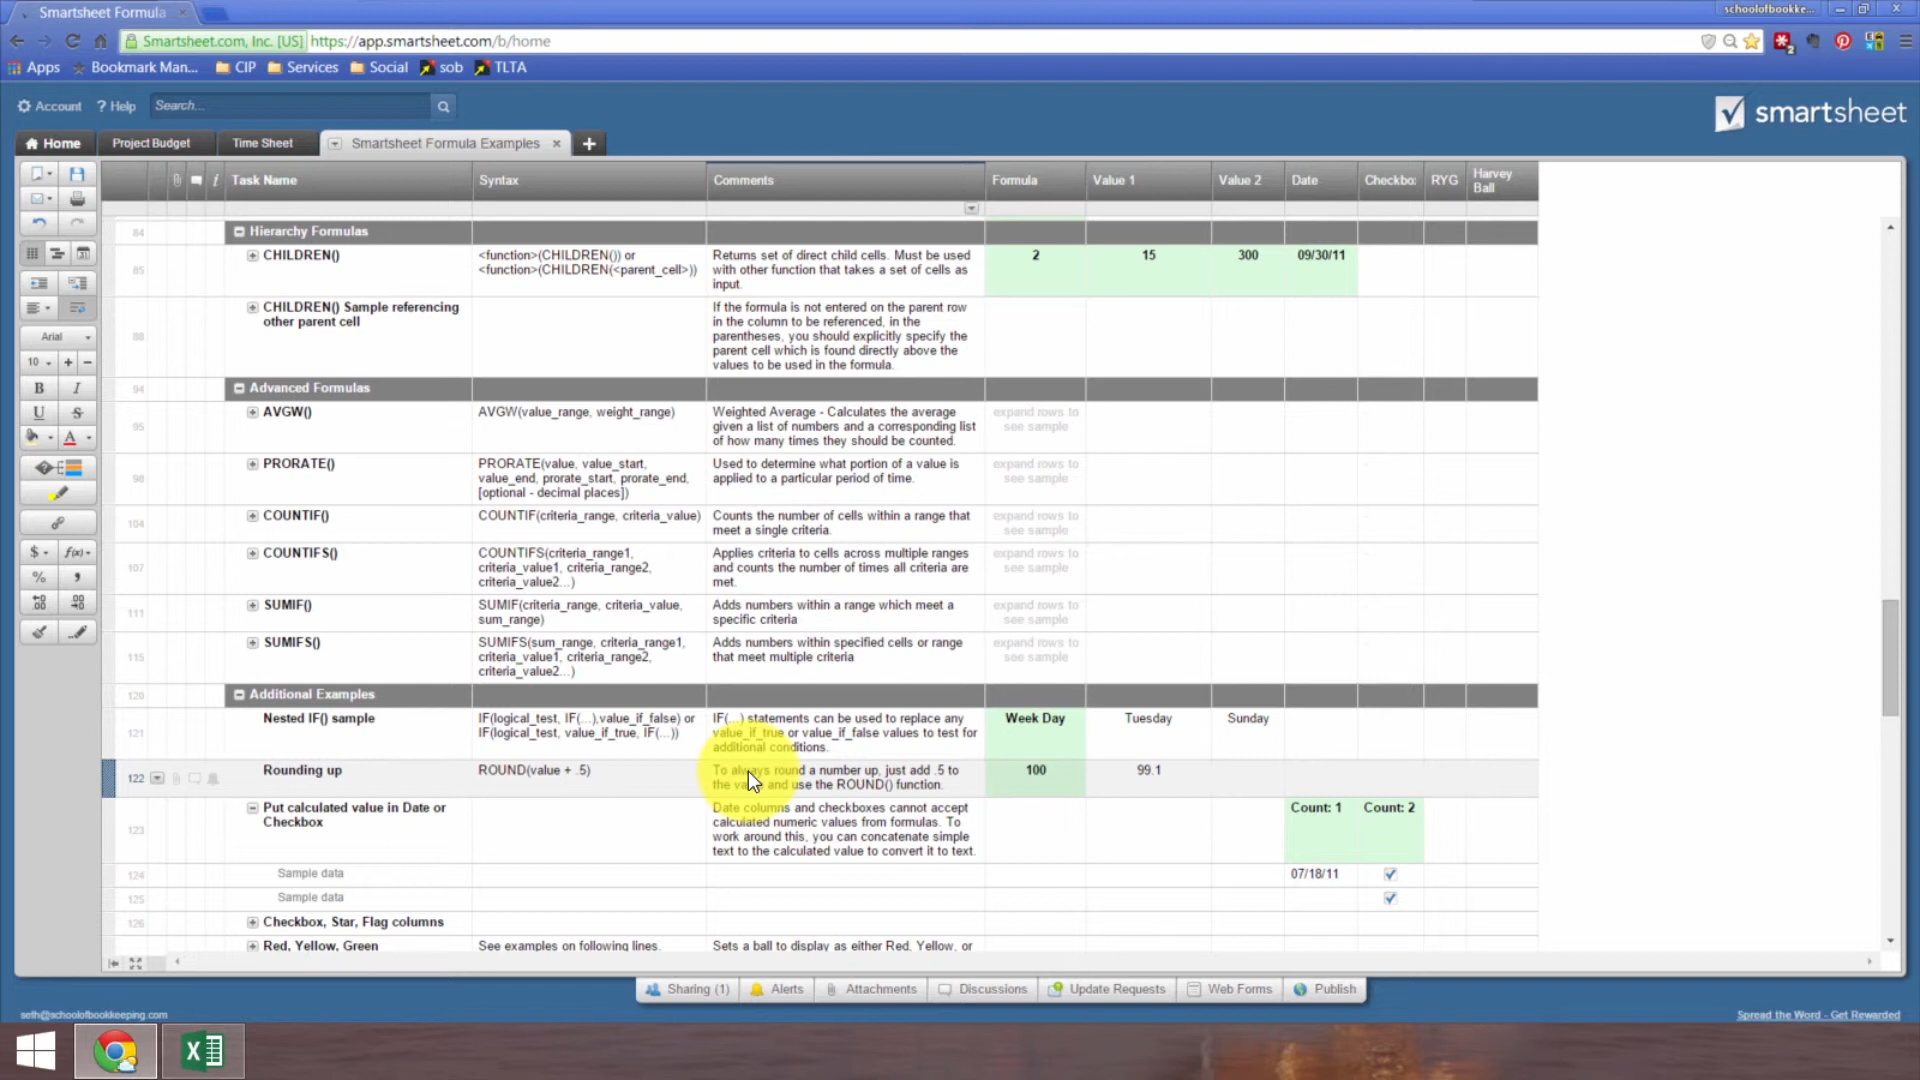 Smartsheet Formula
schoolofbookke...
Smartsheet.com, Inc. [US] https://app.smartsheet.com/b/home
Apps Bookmark Man... CIP Services Social sob TLTA
Account ? Help Search...
smartsheet
Home Project Budget Time Sheet Smartsheet Formula Examples
Task Name Syntax Comments Formula Value 1 Value 2 Date Checkbo RYG Harvey
Ball
84 Hierarchy Formulas
85 CHILDREN() <function>(CHILDREN()) or
<function>(CHILDREN(<parent_cell>)) Returns set of direct child cells. Must be used
with other function that takes a set of cells as
input. 2 15 300 09/30/11
88 CHILDREN() Sample referencing
other parent cell If the formula is not entered on the parent row
in the column to be referenced, in the
parentheses, you should explicitly specify the
parent cell which is found directly above the
values to be used in the formula.
94 Advanced Formulas
95 AVGW() AVGW(value_range, weight_range) Weighted Average - Calculates the average
given a list of numbers and a corresponding list
of how many times they should be counted. expand rows to
see sample
98 PRORATE() PRORATE(value, value_start,
value_end, prorate_start, prorate_end,
[optional - decimal places]) Used to determine what portion of a value is
applied to a particular period of time. expand rows to
see sample
104 COUNTIF() COUNTIF(criteria_range, criteria_value) Counts the number of cells within a range that
meet a single criteria. expand rows to
see sample
107 COUNTIFS() COUNTIFS(criteria_range1,
criteria_value1, criteria_range2,
criteria_value2...) Applies criteria to cells across multiple ranges
and counts the number of times all criteria are
met. expand rows to
see sample
111 SUMIF() SUMIF(criteria_range, criteria_value,
sum_range) Adds numbers within a range which meet a
specific criteria expand rows to
see sample
115 SUMIFS() SUMIFS(sum_range, criteria_range1,
criteria_value1, criteria_range2,
criteria_value2...) Adds numbers within specified cells or range
that meet multiple criteria expand rows to
see sample
120 Additional Examples
121 Nested IF() sample IF(logical_test, IF(...),value_if_false) or
IF(logical_test, value_if_true, IF(...)) IF(...) statements can be used to replace any
value_if_true or value_if_false values to test for
additional conditions. Week Day Tuesday Sunday
122 Rounding up ROUND(value + .5) To always round a number up, just add .5 to
the and use the ROUND() function. 100 99.1
123 Put calculated value in Date or
Checkbox Date columns and checkboxes cannot accept
calculated numeric values from formulas. To
work around this, you can concatenate simple
text to the calculated value to convert it to text. Count: 1 Count: 2
124 Sample data 07/18/11
125 Sample data
126 Checkbox, Star, Flag columns
Red, Yellow, Green See examples on following lines. Sets a ball to display as either Red, Yellow, or
Arial
10 + −
B I
U S
A
$ f(x)
% ,
Sharing (1) Alerts Attachments Discussions Update Requests Web Forms Publish
seth@schoolofbookkeeping.com Spread the Word - Get Rewarded